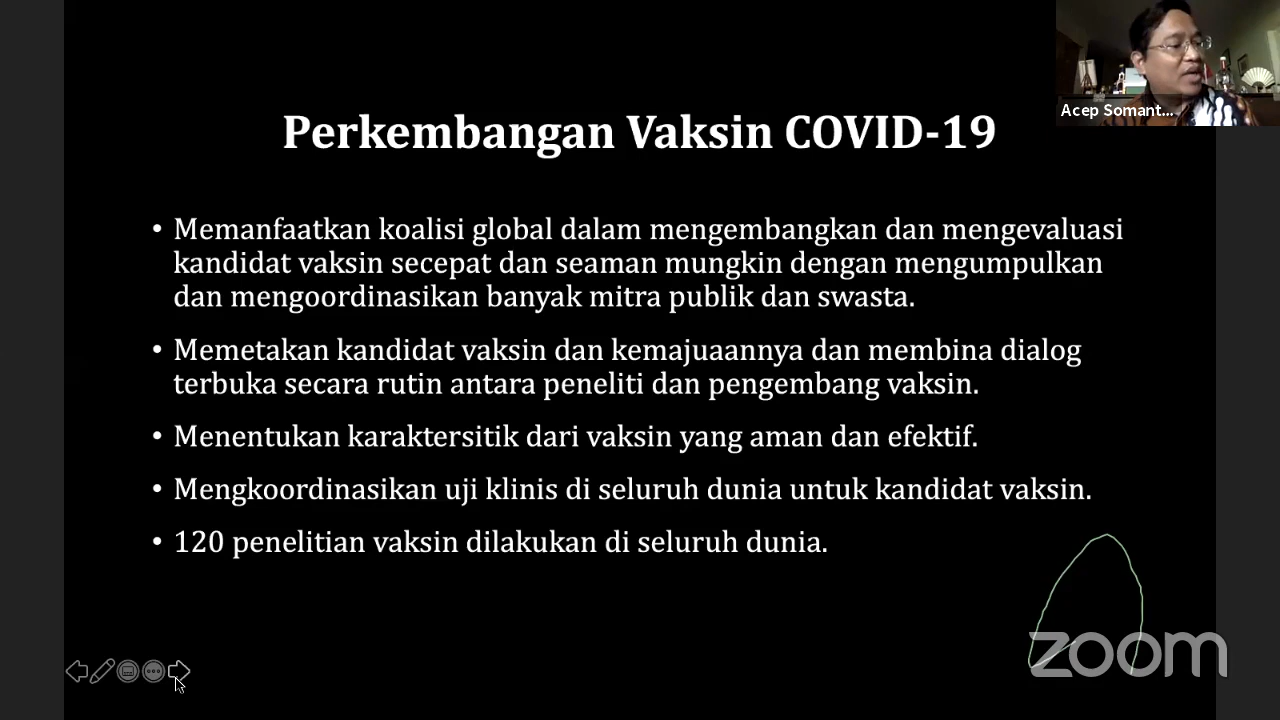 Acep Somant...
Perkembangan Vaksin COVID-19
• Memanfaatkan koalisi global dalam mengembangkan dan mengevaluasi
kandidat vaksin secepat dan seaman mungkin dengan mengumpulkan
dan mengoordinasikan banyak mitra publik dan swasta.
• Memetakan kandidat vaksin dan kemajuaannya dan membina dialog
terbuka secara rutin antara peneliti dan pengembang vaksin.
• Menentukan karaktersitik dari vaksin yang aman dan efektif.
• Mengkoordinasikan uji klinis di seluruh dunia untuk kandidat vaksin.
• 120 penelitian vaksin dilakukan di seluruh dunia.
zoom